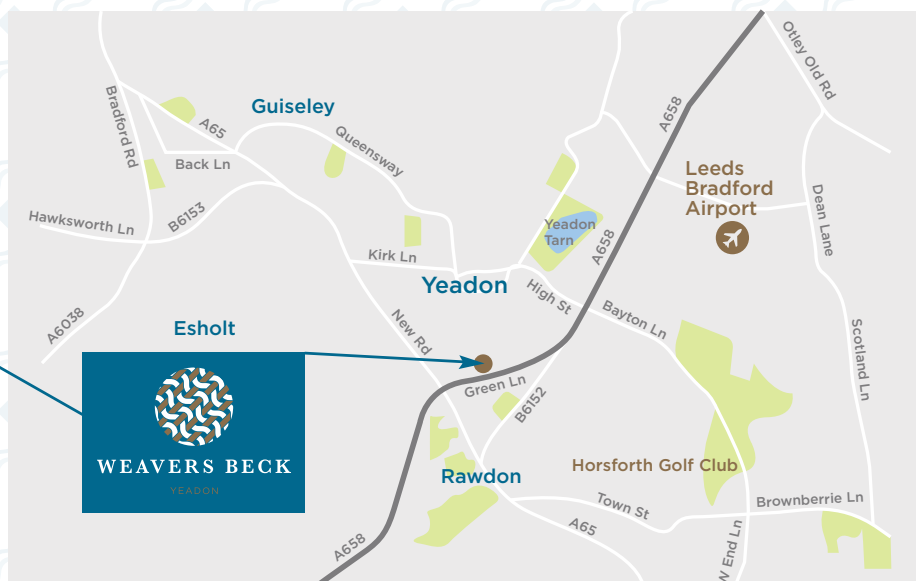 Otley Old Rd
Bradford Rd
A65
Guiseley
Queensway
A658
Back Ln
Leeds
Bradford
Airport
Dean Lane
Hawksworth Ln
B6153
Yeadon
Tarn
A658
Kirk Ln
Yeadon
High St
Bayton Ln
A6038
Esholt
New Rd
Scotland Ln
Green Ln
B6152
WEAVERS BECK
YEADON
Rawdon
Horsforth Golf Club
Town St
Brownberrie Ln
A65
A658
W End Ln